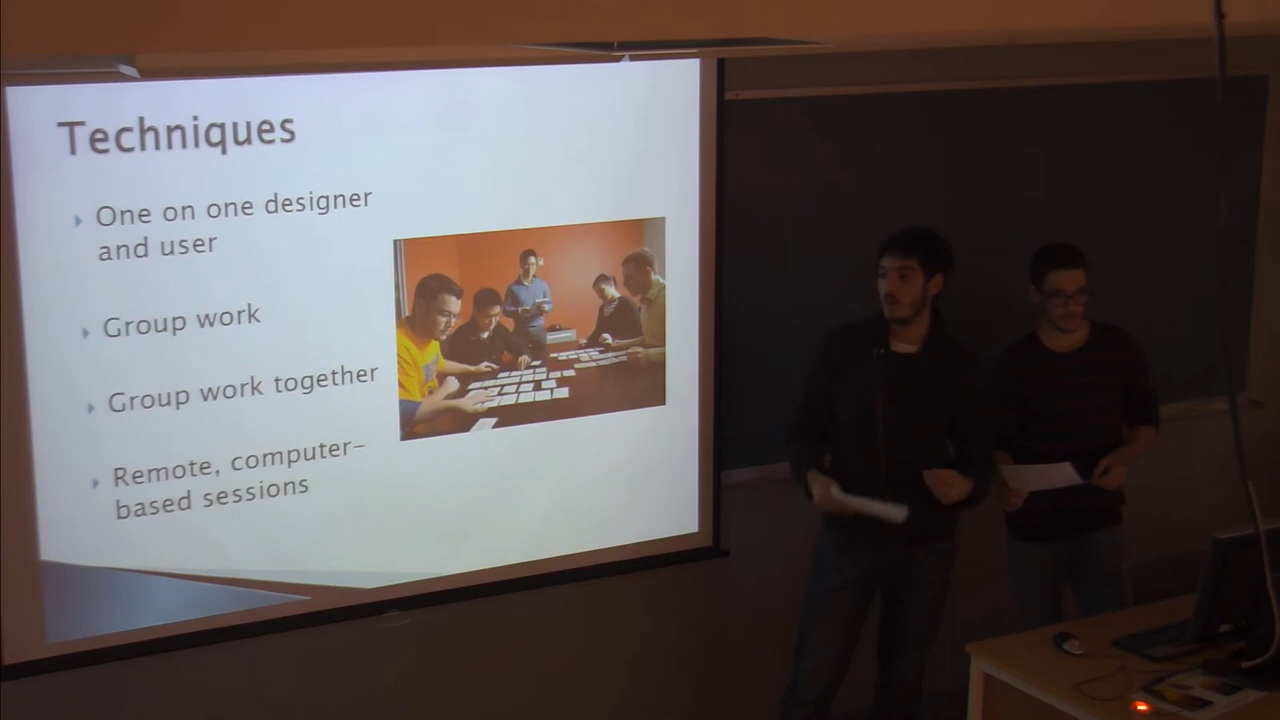 Techniques
One on one designer
and user
Group work
Group work together
Remote, computer-
based sessions